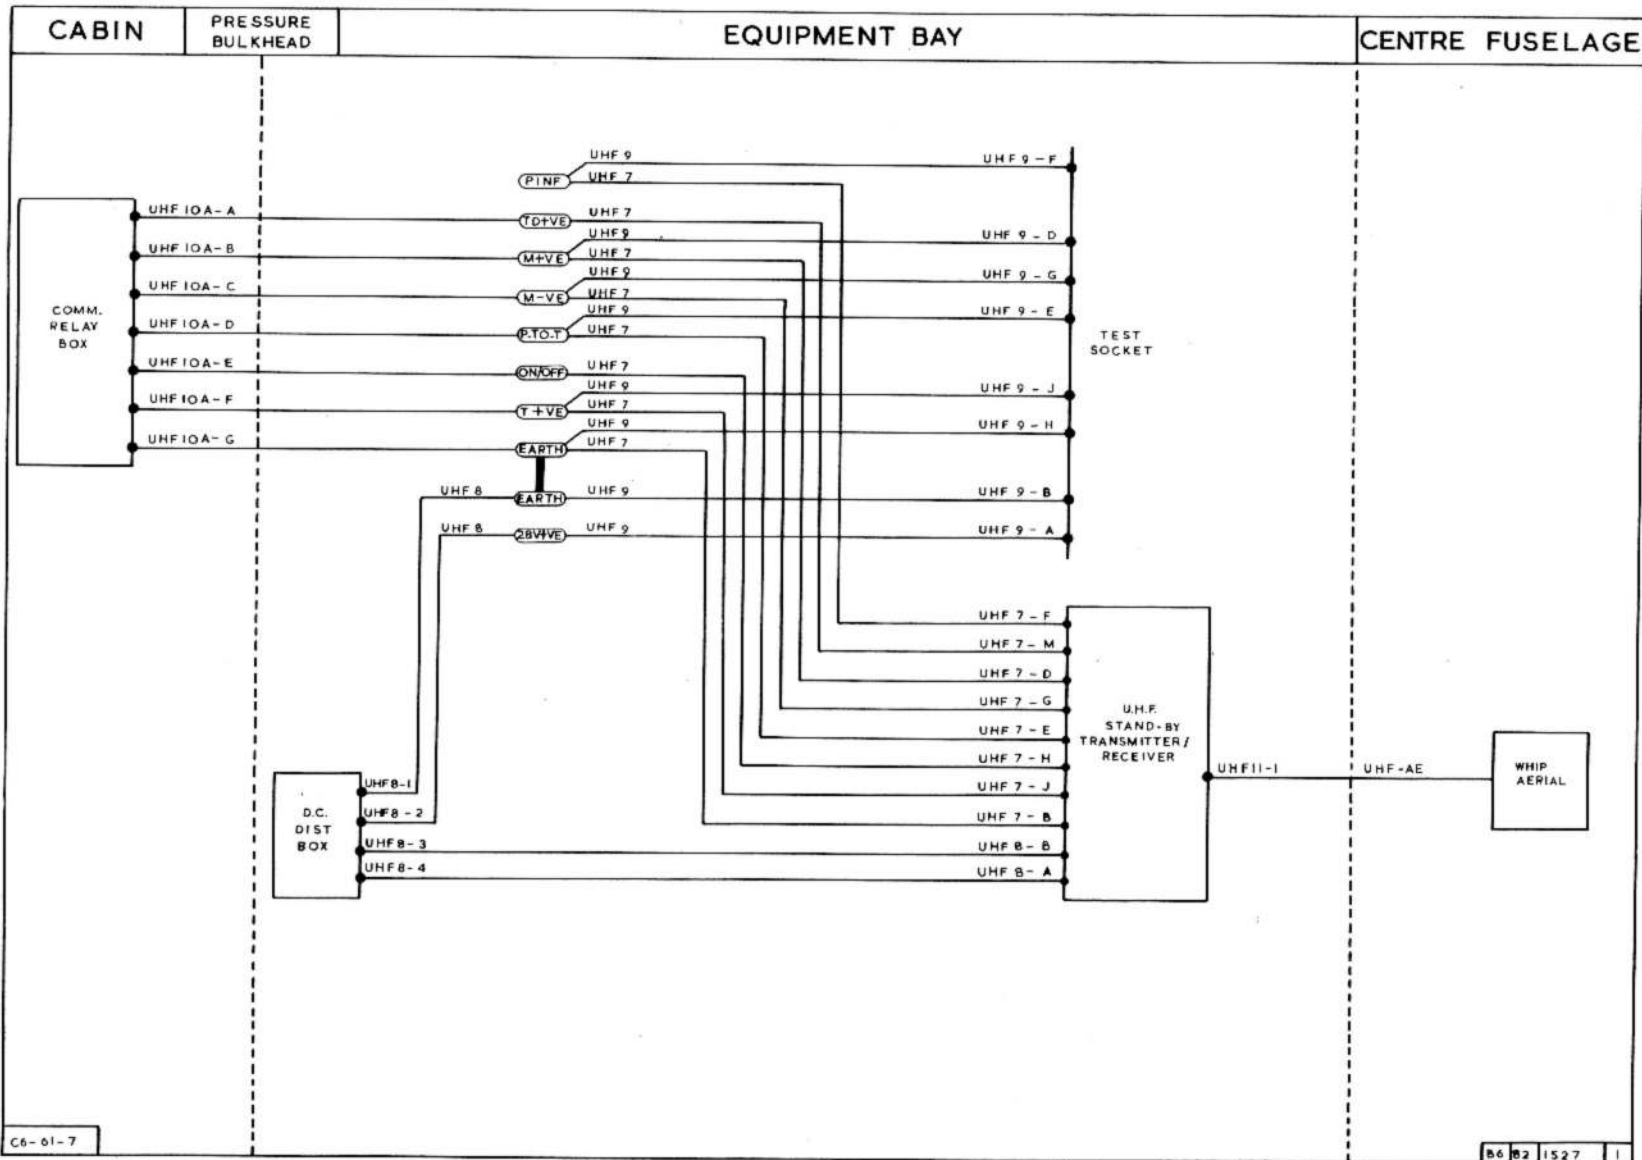 CABIN
PRESSURE
BULKHEAD
EQUIPMENT BAY
CENTRE FUSELAGE
UHF 9
UHF 9 - F
PINF
UHF 7
UHF 10A - A
TD+VE
UHF 7
UHF 9
UHF 9 - D
UHF 10A - B
M+VE
UHF 7
UHF 9
UHF 9 - G
UHF 10A - C
M-VE
UHF 7
UHF 9
UHF 9 - E
COMM.
RELAY
BOX
UHF 10A - D
P.TO.T
UHF 7
TEST
SOCKET
UHF 10A - E
ON/OFF
UHF 7
UHF 9
UHF 9 - J
UHF 10A - F
T +VE
UHF 7
UHF 9
UHF 9 - H
UHF 10A - G
EARTH
UHF 7
UHF 8
EARTH
UHF 9
UHF 9 - B
UHF 8
28V+VE
UHF 9
UHF 9 - A
UHF 7 - F
UHF 7 - M
UHF 7 - D
UHF 7 - G
UHF 7 - E
UHF 7 - H
UHF 7 - J
UHF 7 - B
UHF 8 - B
UHF 8 - A
U.H.F.
STAND-BY
TRANSMITTER/
RECEIVER
UHF11-1
UHF-AE
WHIP
AERIAL
D.C.
DIST
BOX
UHF8-1
UHF8-2
UHF8-3
UHF8-4
C6-61-7
B6 B2 1527 1